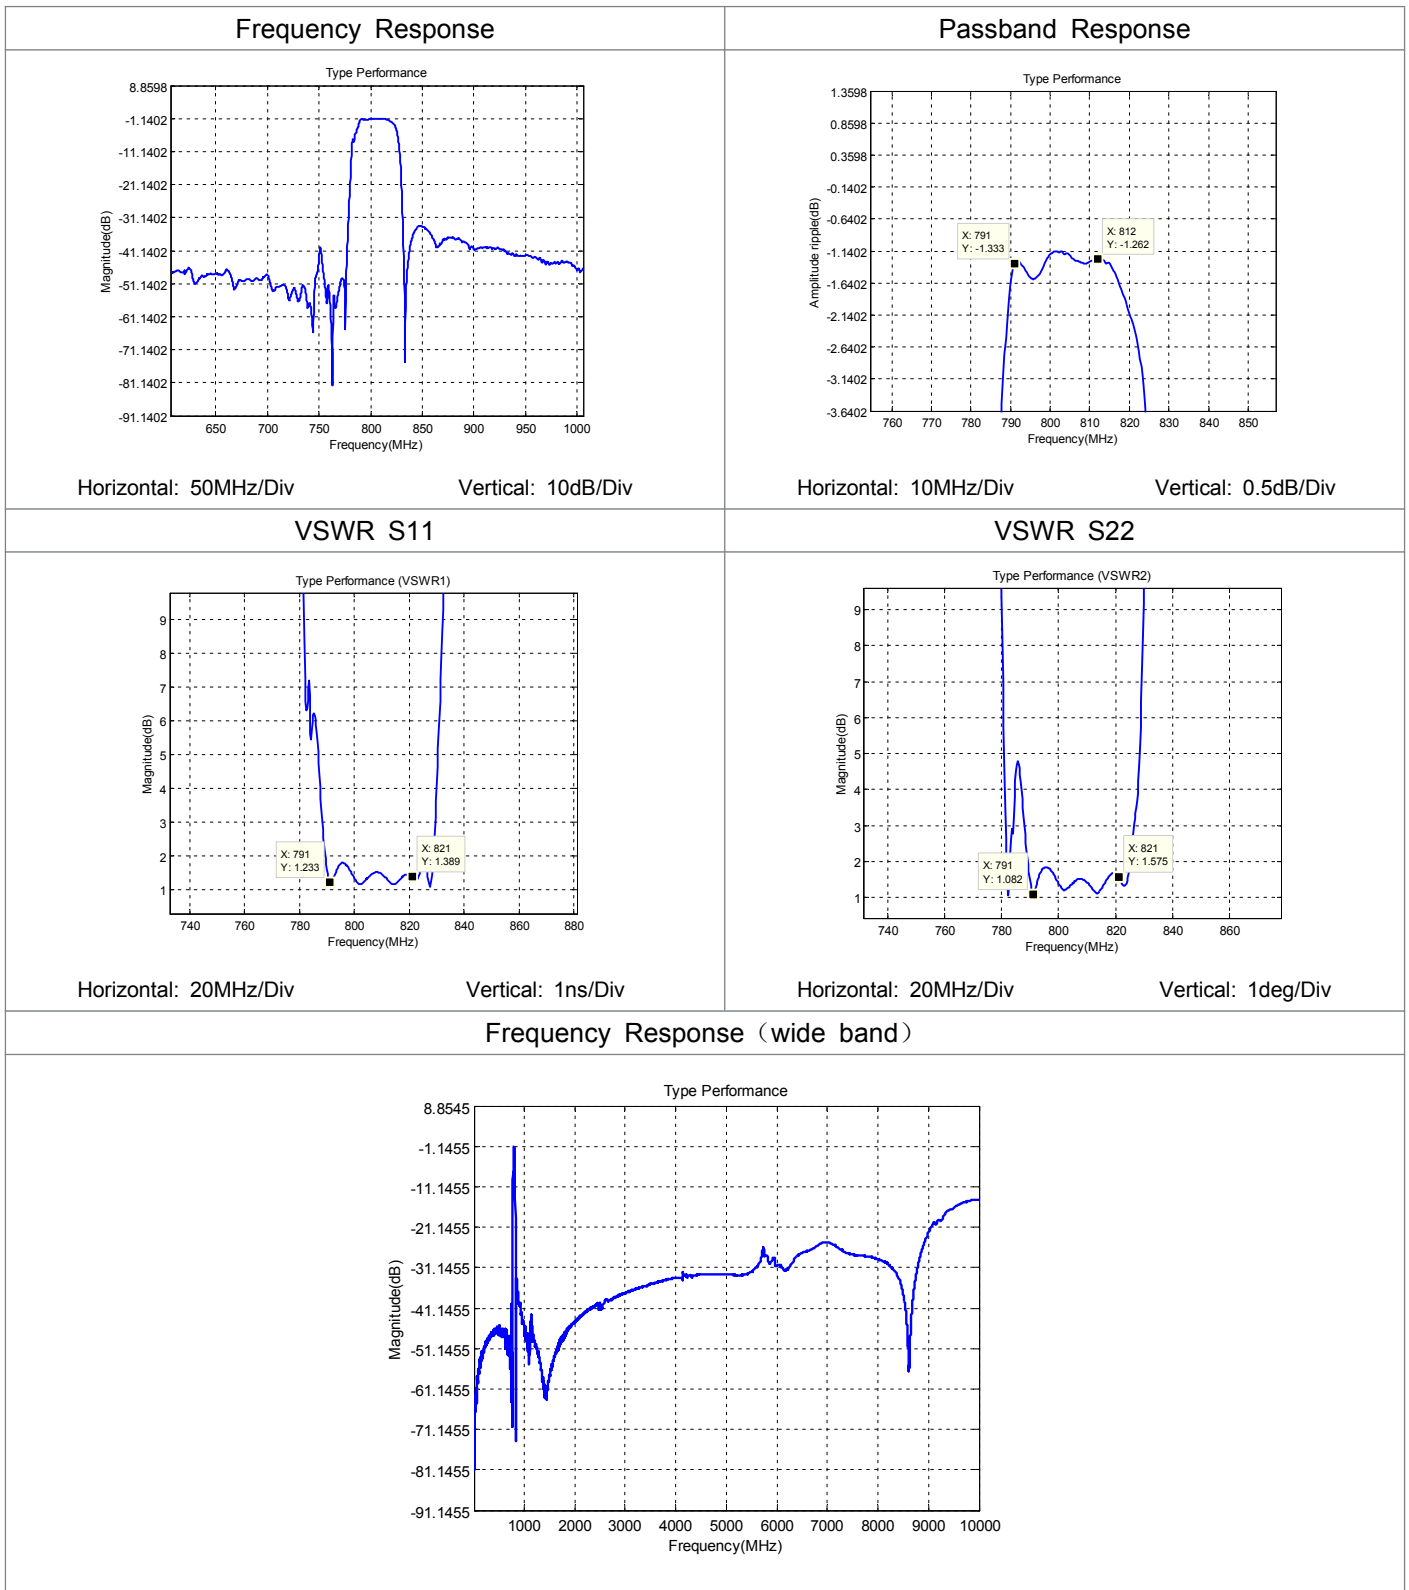 Frequency Response
Passband Response
Type Performance
8.8598
-1.1402
-11.1402
-21.1402
-31.1402
-41.1402
-51.1402
-61.1402
-71.1402
-81.1402
-91.1402
Magnitude(dB)
650 700 750 800 850 900 950 1000
Frequency(MHz)
Horizontal: 50MHz/Div Vertical: 10dB/Div
Type Performance
1.3598
0.8598
0.3598
-0.1402
-0.6402
-1.1402
-1.6402
-2.1402
-2.6402
-3.1402
-3.6402
Amplitude ripple(dB)
X: 791
Y: -1.333
X: 812
Y: -1.262
760 770 780 790 800 810 820 830 840 850
Frequency(MHz)
Horizontal: 10MHz/Div Vertical: 0.5dB/Div
VSWR S11
VSWR S22
Type Performance (VSWR1)
9
8
7
6
5
4
3
2
1
Magnitude(dB)
X: 791
Y: 1.233
X: 821
Y: 1.389
740 760 780 800 820 840 860 880
Frequency(MHz)
Horizontal: 20MHz/Div Vertical: 1ns/Div
Type Performance (VSWR2)
9
8
7
6
5
4
3
2
1
Magnitude(dB)
X: 791
Y: 1.082
X: 821
Y: 1.575
740 760 780 800 820 840 860
Frequency(MHz)
Horizontal: 20MHz/Div Vertical: 1deg/Div
Frequency Response（wide band）
Type Performance
8.8545
-1.1455
-11.1455
-21.1455
-31.1455
-41.1455
-51.1455
-61.1455
-71.1455
-81.1455
-91.1455
Magnitude(dB)
1000 2000 3000 4000 5000 6000 7000 8000 9000 10000
Frequency(MHz)